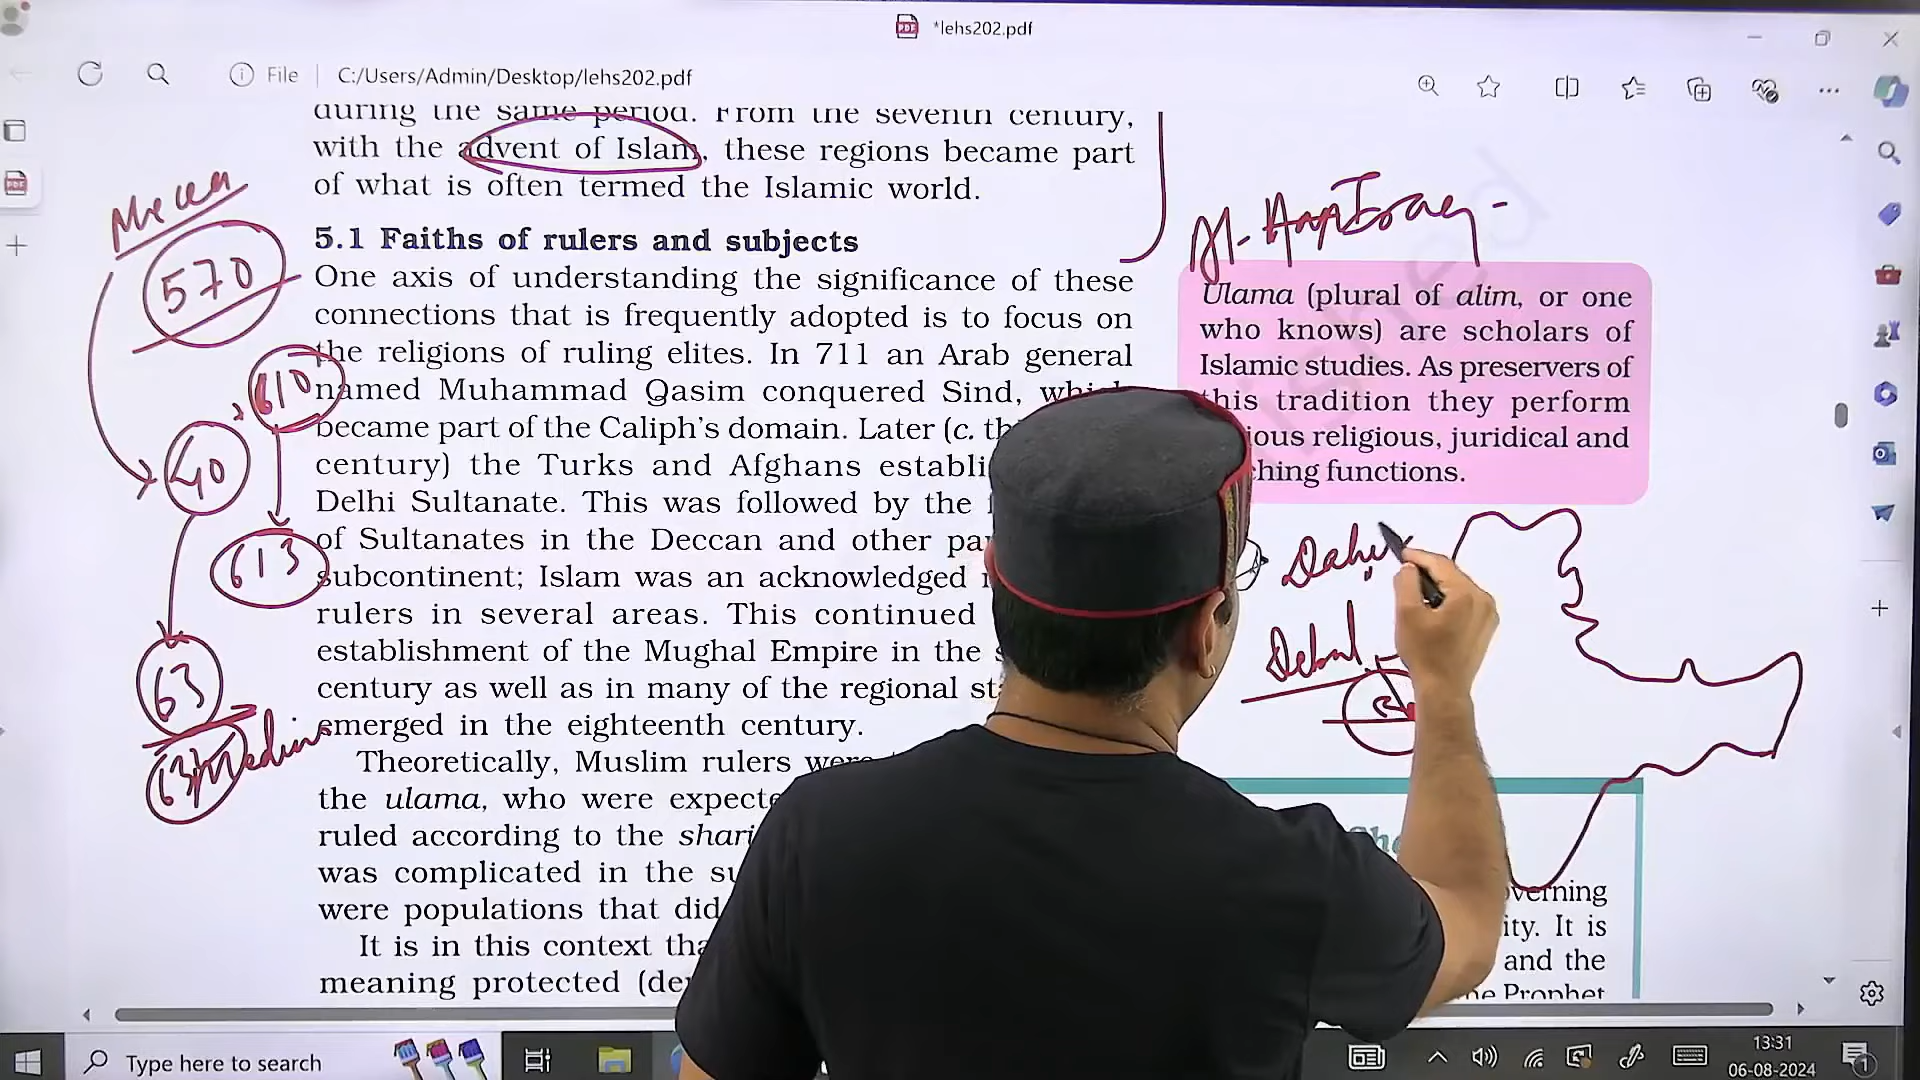 *lehs202.pdf
File
C:/Users/Admin/Desktop/lehs202.pdf
during the same period. From the seventh century,
with the advent of Islam, these regions became part
of what is often termed the Islamic world.
5.1 Faiths of rulers and subjects
One axis of understanding the significance of these
connections that is frequently adopted is to focus on
the religions of ruling elites. In 711 an Arab general
named Muhammad Qasim conquered Sind, which
became part of the Caliph's domain. Later (c. th
century) the Turks and Afghans establi
Delhi Sultanate. This was followed by the
of Sultanates in the Deccan and other pa
subcontinent; Islam was an acknowledged
rulers in several areas. This continued
establishment of the Mughal Empire in the s
century as well as in many of the regional sta
emerged in the eighteenth century.
Theoretically, Muslim rulers were
the ulama, who were expecte
ruled according to the shari
was complicated in the su
were populations that did
It is in this context tha
meaning protected (der
Mecca
570
610
40
613
63
Medina
Al-
Ulama (plural of alim, or one
who knows) are scholars of
Islamic studies. As preservers of
this tradition they perform
ious religious, juridical and
ching functions.
Daher
Debal
She
overning
ity. It is
and the
he Prophet
Type here to search
13:31
06-08-2024
1